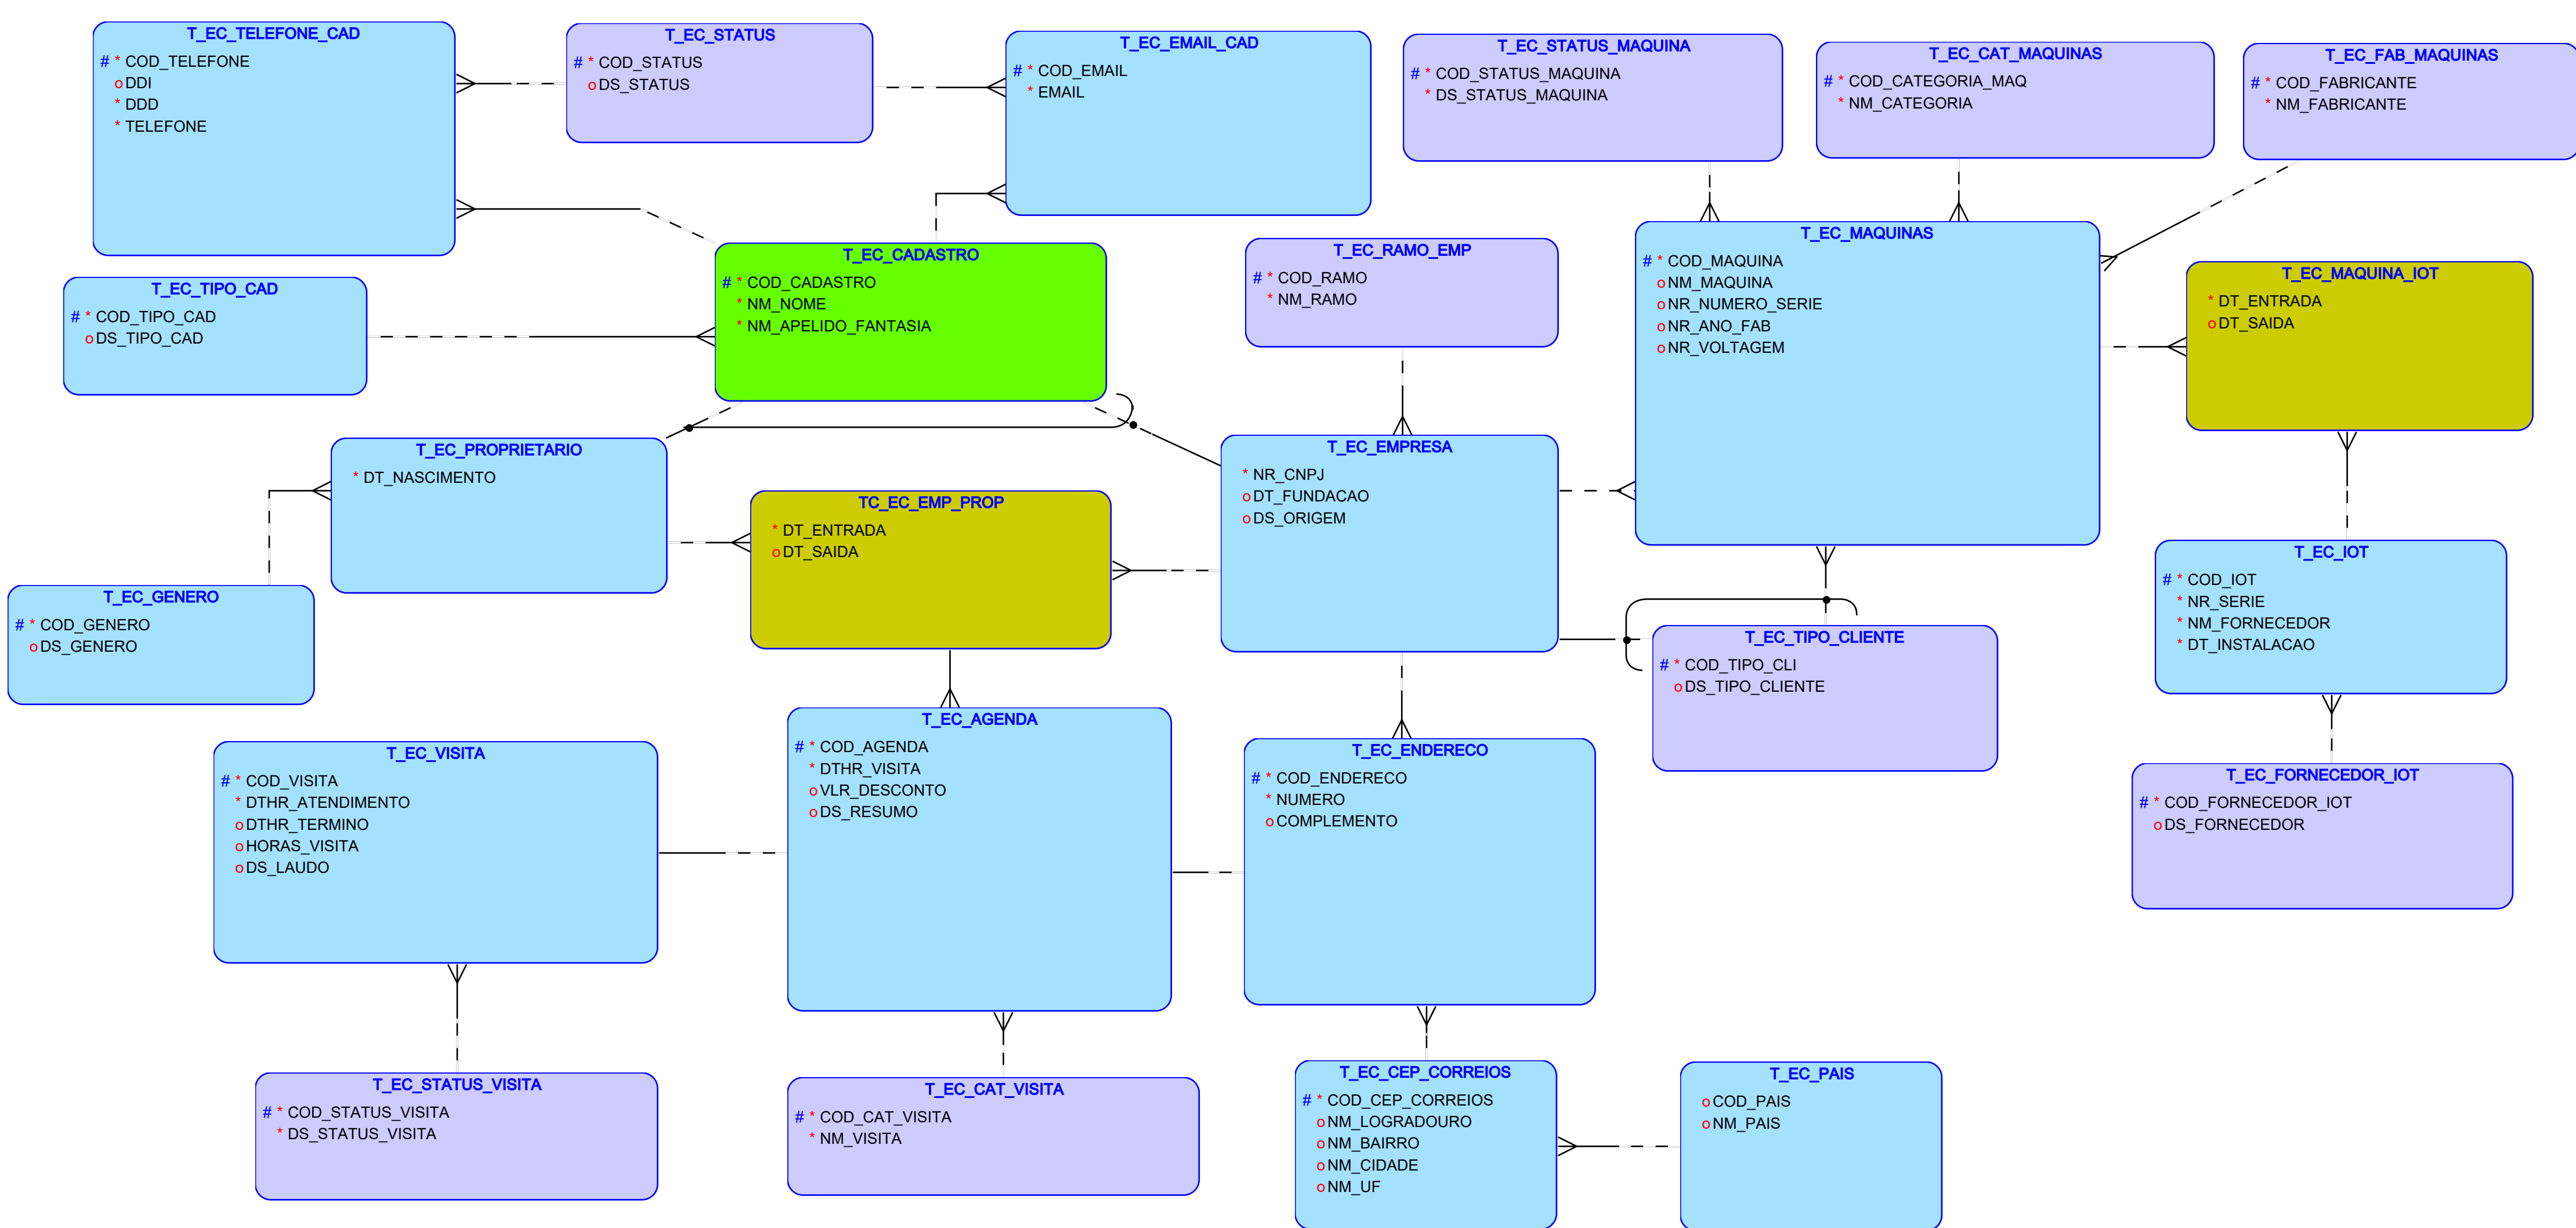 T_EC_TELEFONE_CAD
# * COD_TELEFONE
o DDI
* DDD
* TELEFONE
T_EC_STATUS
# * COD_STATUS
o DS_STATUS
T_EC_EMAIL_CAD
# * COD_EMAIL
* EMAIL
T_EC_STATUS_MAQUINA
# * COD_STATUS_MAQUINA
* DS_STATUS_MAQUINA
T_EC_CAT_MAQUINAS
# * COD_CATEGORIA_MAQ
* NM_CATEGORIA
T_EC_FAB_MAQUINAS
# * COD_FABRICANTE
* NM_FABRICANTE
T_EC_TIPO_CAD
# * COD_TIPO_CAD
o DS_TIPO_CAD
T_EC_CADASTRO
# * COD_CADASTRO
* NM_NOME
* NM_APELIDO_FANTASIA
T_EC_RAMO_EMP
# * COD_RAMO
* NM_RAMO
T_EC_MAQUINAS
# * COD_MAQUINA
o NM_MAQUINA
o NR_NUMERO_SERIE
o NR_ANO_FAB
o NR_VOLTAGEM
T_EC_MAQUINA_IOT
* DT_ENTRADA
o DT_SAIDA
T_EC_PROPRIETARIO
* DT_NASCIMENTO
TC_EC_EMP_PROP
* DT_ENTRADA
o DT_SAIDA
T_EC_EMPRESA
* NR_CNPJ
o DT_FUNDACAO
o DS_ORIGEM
T_EC_GENERO
# * COD_GENERO
o DS_GENERO
T_EC_TIPO_CLIENTE
# * COD_TIPO_CLI
o DS_TIPO_CLIENTE
T_EC_IOT
# * COD_IOT
* NR_SERIE
* NM_FORNECEDOR
* DT_INSTALACAO
T_EC_VISITA
# * COD_VISITA
* DTHR_ATENDIMENTO
o DTHR_TERMINO
o HORAS_VISITA
o DS_LAUDO
T_EC_AGENDA
# * COD_AGENDA
* DTHR_VISITA
o VLR_DESCONTO
o DS_RESUMO
T_EC_ENDERECO
# * COD_ENDERECO
* NUMERO
o COMPLEMENTO
T_EC_FORNECEDOR_IOT
# * COD_FORNECEDOR_IOT
o DS_FORNECEDOR
T_EC_STATUS_VISITA
# * COD_STATUS_VISITA
* DS_STATUS_VISITA
T_EC_CAT_VISITA
# * COD_CAT_VISITA
* NM_VISITA
T_EC_CEP_CORREIOS
# * COD_CEP_CORREIOS
o NM_LOGRADOURO
o NM_BAIRRO
o NM_CIDADE
o NM_UF
T_EC_PAIS
o COD_PAIS
o NM_PAIS